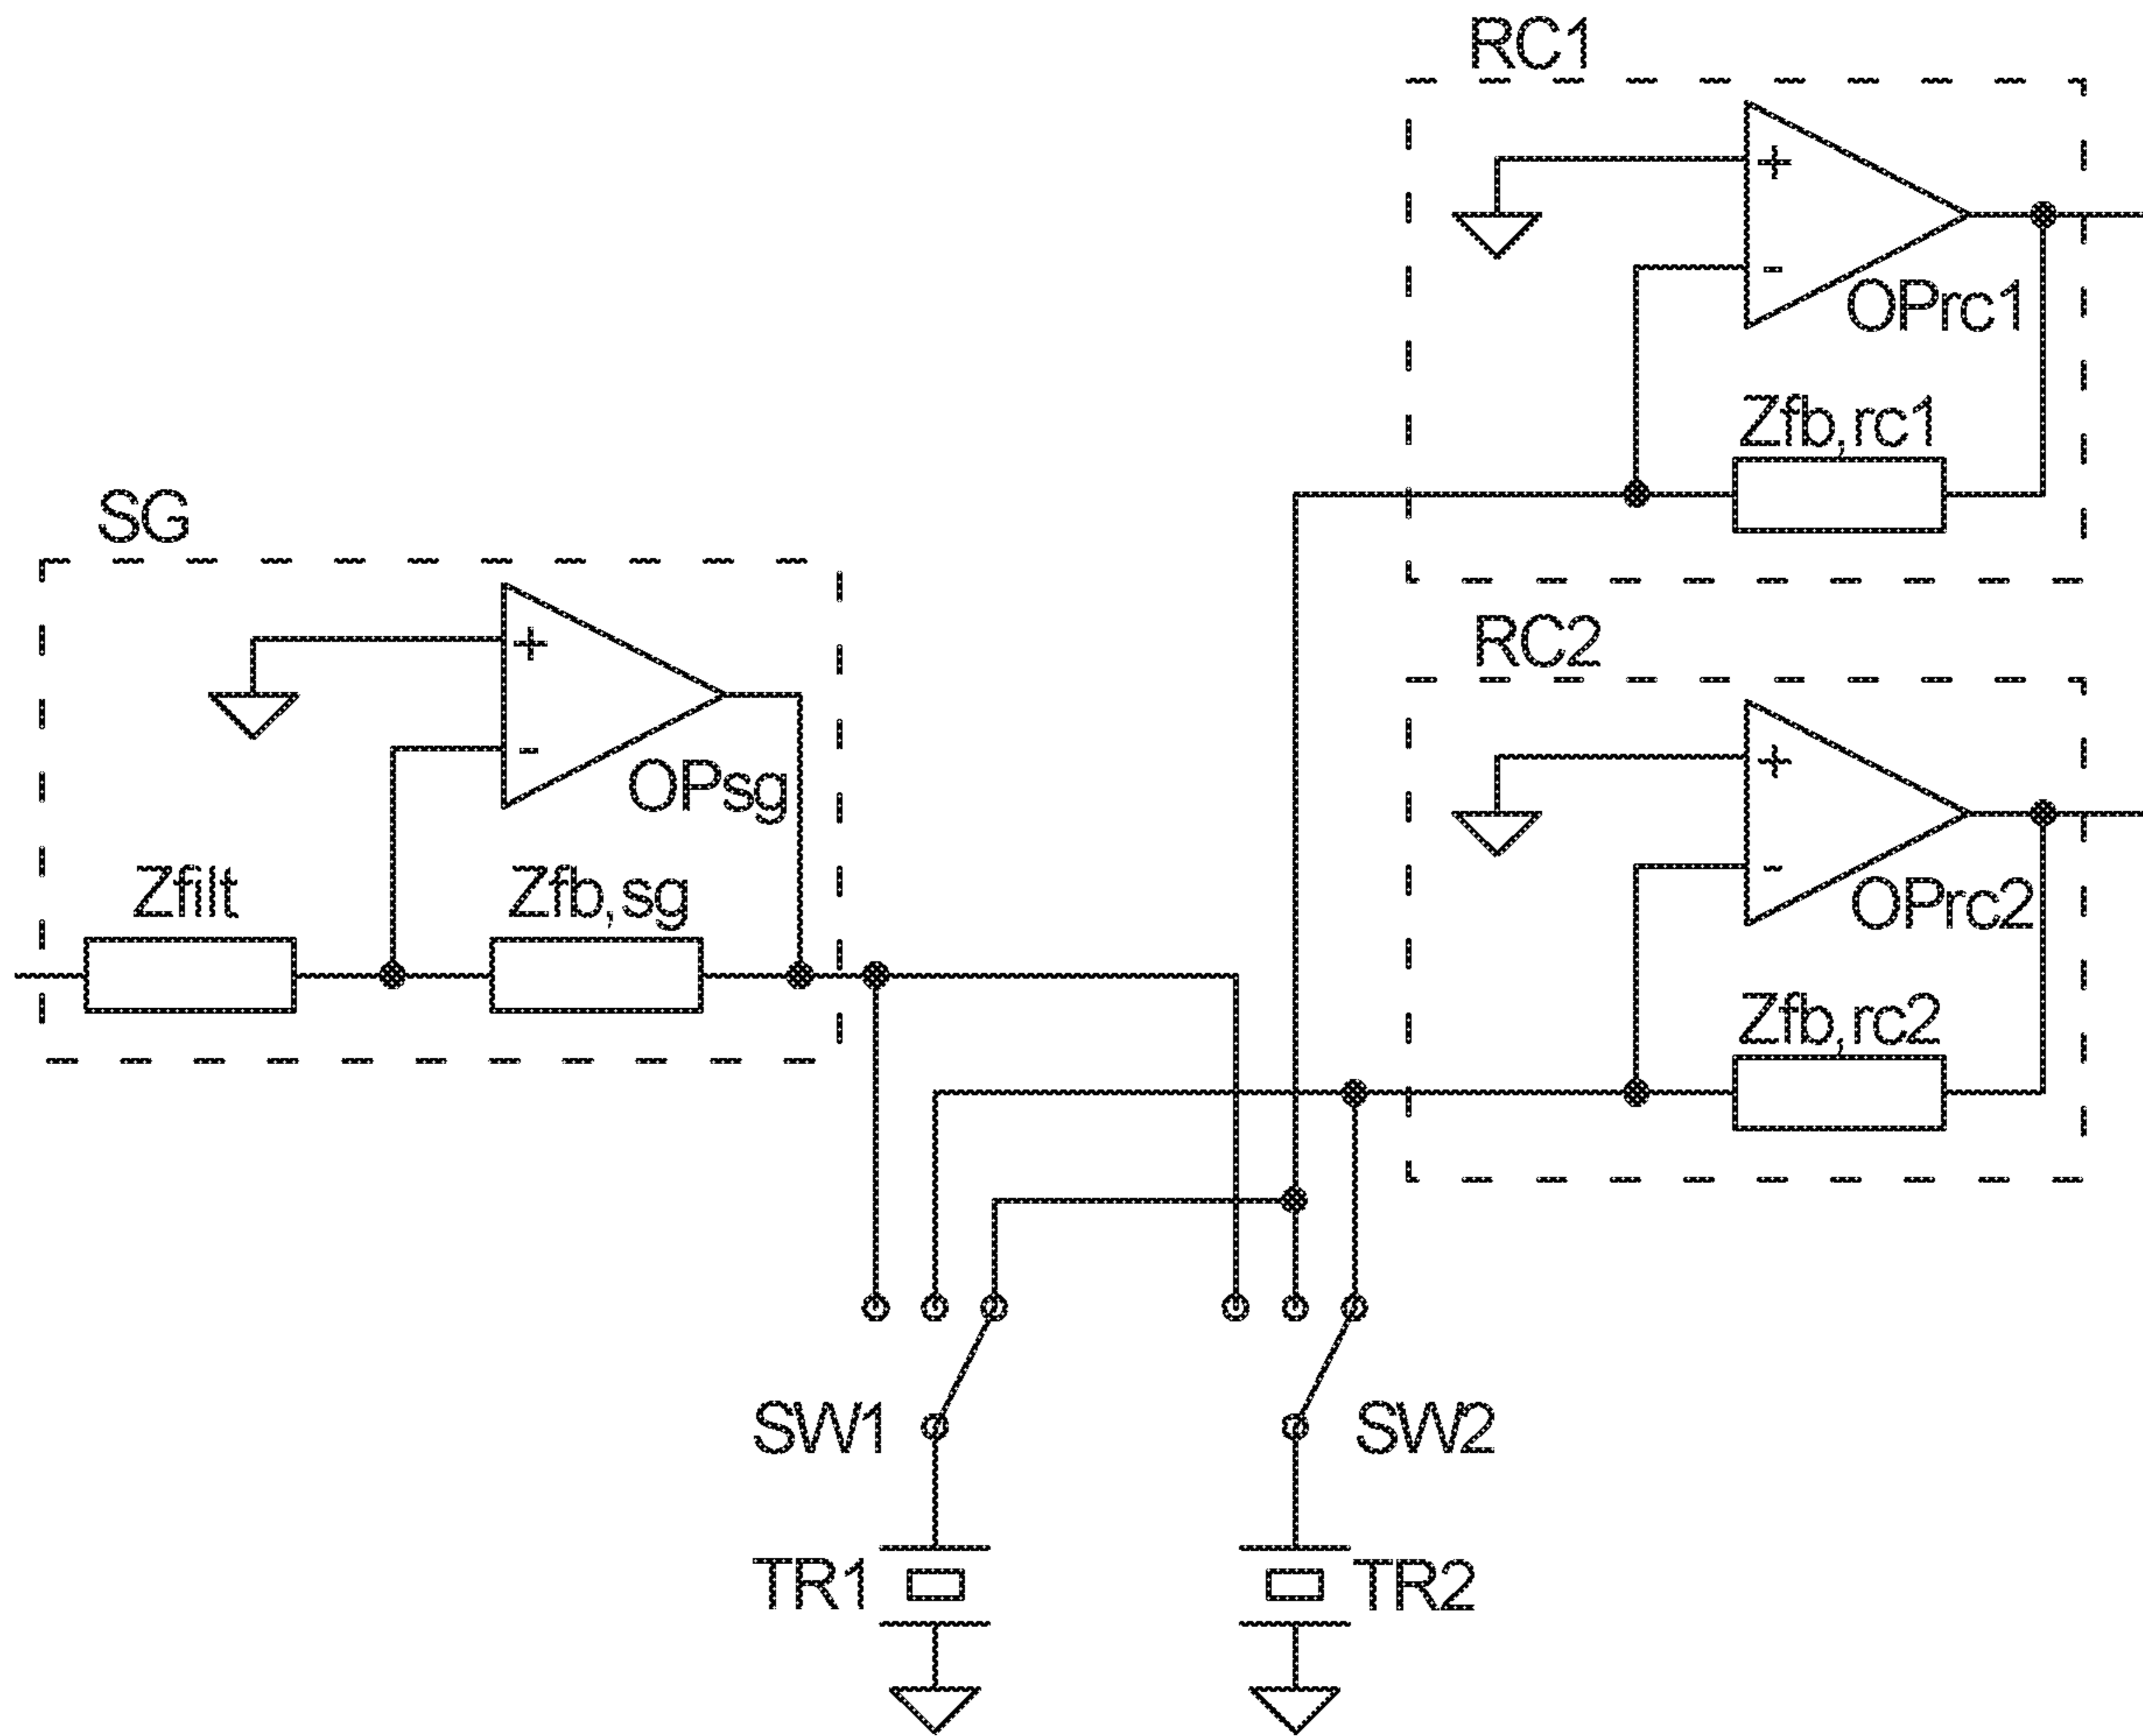 RC1
+
-
OPrc1
Zfb,rc1
SG
+
-
OPsg
Zfilt
Zfb,sg
RC2
+
-
OPrc2
Zfb,rc2
SW1
SW2
TR1
TR2